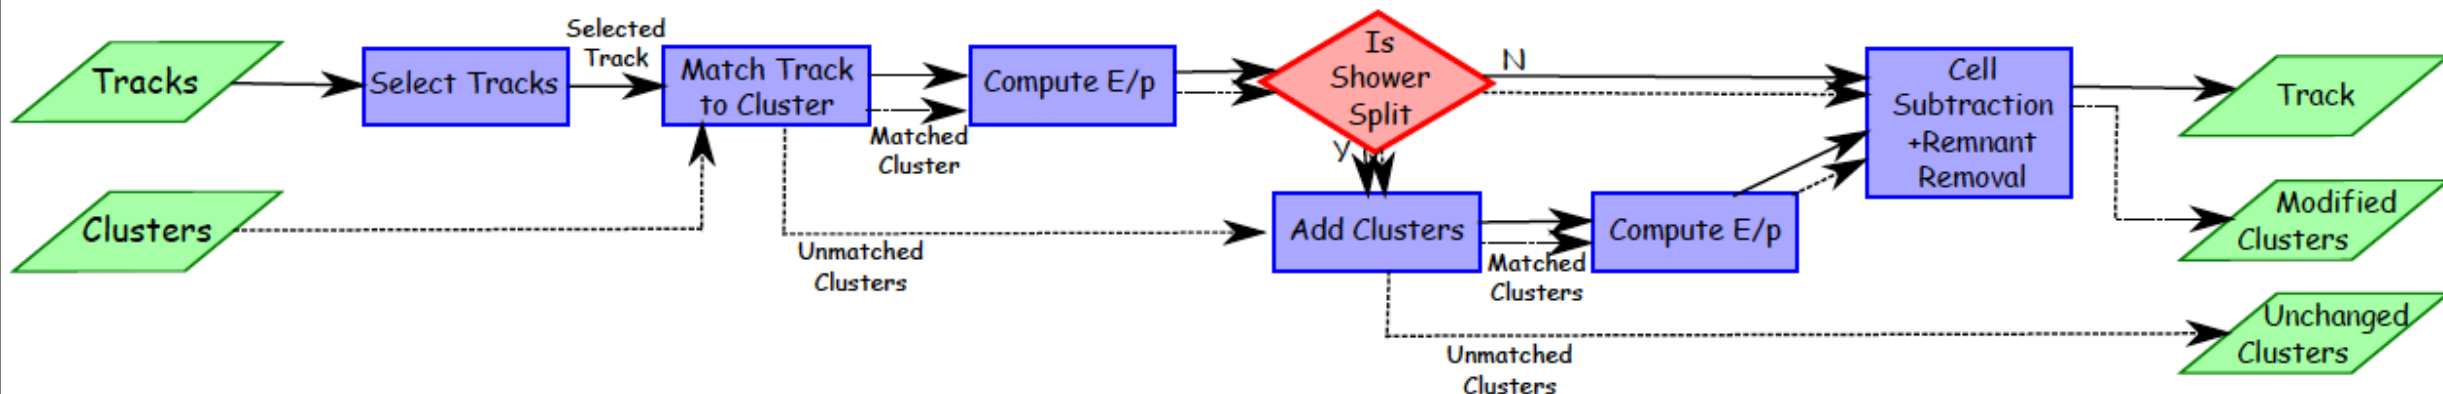 Tracks
Select Tracks
Selected
Track
Match Track
to Cluster
Matched
Cluster
Compute E/p
Is
Shower
Split
N
Y
Cell
Subtraction
+Remnant
Removal
Track
Clusters
Unmatched
Clusters
Add Clusters
Matched
Clusters
Compute E/p
Modified
Clusters
Unmatched
Clusters
Unchanged
Clusters